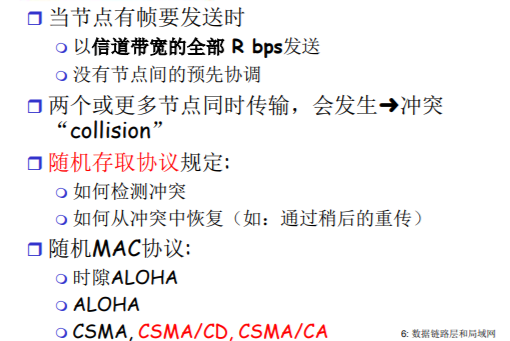 当节点有帧要发送时
以信道带宽的全部 R bps发送
没有节点间的预先协调
两个或更多节点同时传输，会发生➜冲突
“collision”
随机存取协议规定:
如何检测冲突
如何从冲突中恢复（如：通过稍后的重传）
随机MAC协议:
时隙ALOHA
ALOHA
CSMA, CSMA/CD, CSMA/CA
6: 数据链路层和局域网